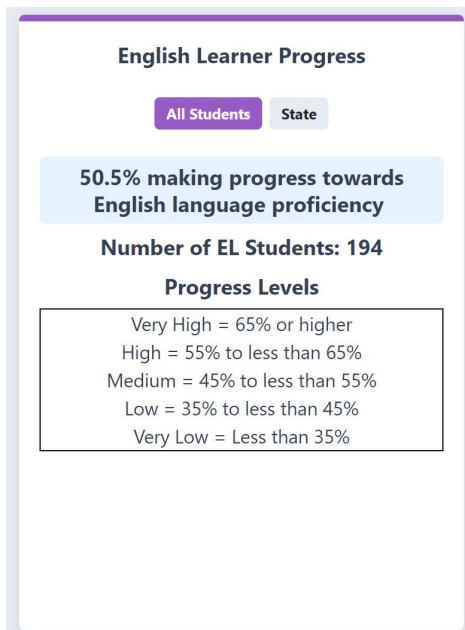 English Learner Progress
All Students State
50.5% making progress towards
English language proficiency
Number of EL Students: 194
Progress Levels
Very High = 65% or higher
High = 55% to less than 65%
Medium = 45% to less than 55%
Low = 35% to less than 45%
Very Low = Less than 35%